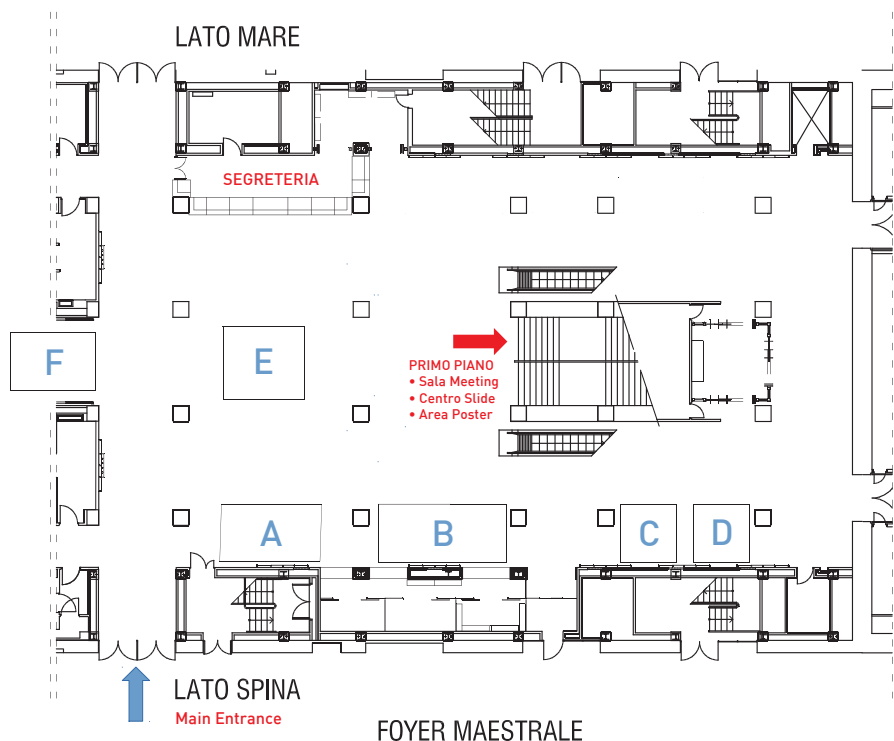 LATO MARE
SEGRETERIA
F
E
PRIMO PIANO
• Sala Meeting
• Centro Slide
• Area Poster
A
B
C
D
LATO SPINA
Main Entrance
FOYER MAESTRALE